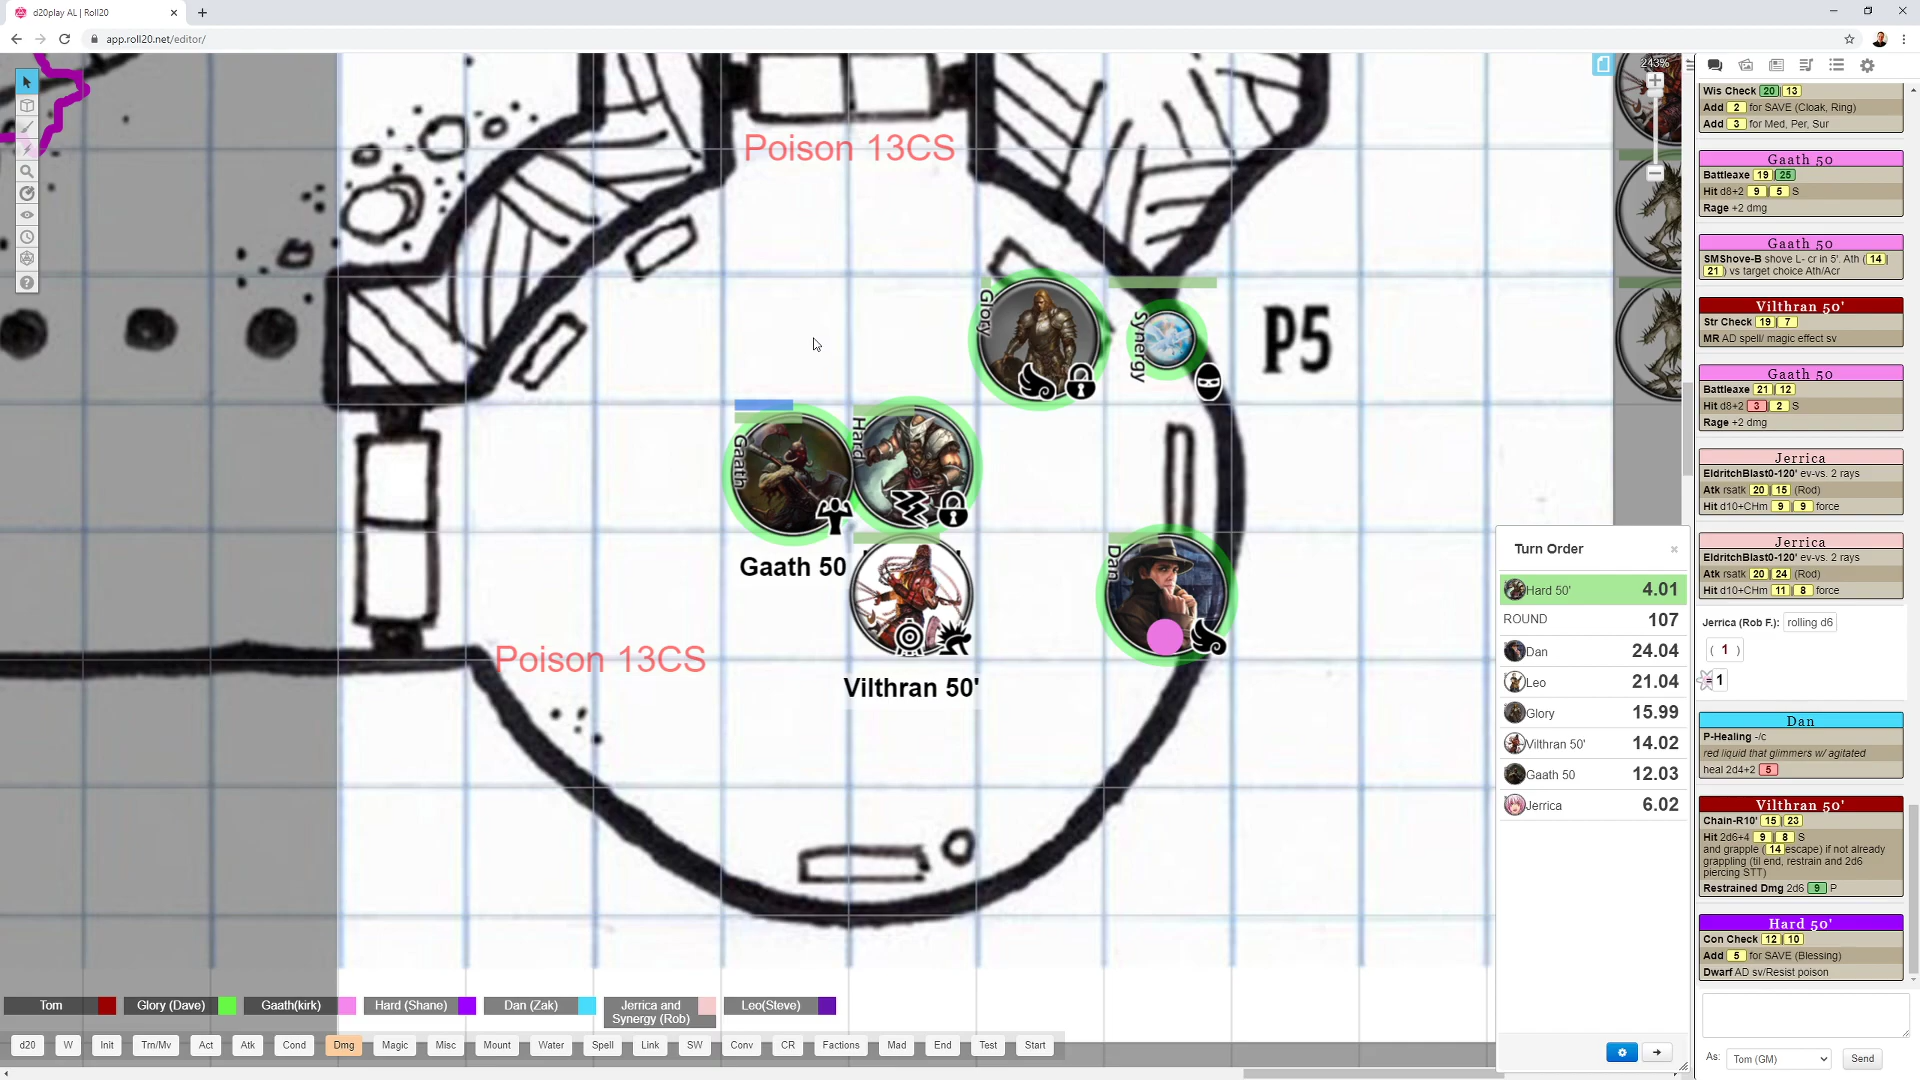 d20play AL | Roll20
app.roll20.net/editor/
243%
Poison 13CS
P5
Glory
Synergy
Gaath
Hard
Dan
Gaath 50
Poison 13CS
Vilthran 50'
Turn Order
Hard 50' 4.01
ROUND 107
Dan 24.04
Leo 21.04
Glory 15.99
Vilthran 50' 14.02
Gaath 50 12.03
Jerrica 6.02
Wis Check 20 13
Add 2 for SAVE (Cloak, Ring)
Add 3 for Med, Per, Sur
Gaath 50
Battleaxe 19 25
Hit d8+2 9 5 S
Rage +2 dmg
Gaath 50
SMShove-B shove L- cr in 5'. Ath (14|
21) vs target choice Ath/Acr
Vilthran 50'
Str Check 19 7
MR AD spell/ magic effect sv
Gaath 50
Battleaxe 21 12
Hit d8+2 3 2 S
Rage +2 dmg
Jerrica
EldritchBlast0-120' ev-vs. 2 rays
Atk rsatk 20 15 (Rod)
Hit d10+CHm 9 9 force
Jerrica
EldritchBlast0-120' ev-vs. 2 rays
Atk rsatk 20 24 (Rod)
Hit d10+CHm 11 8 force
Jerrica (Rob F.): rolling d6
( 1 )
=1
Dan
P-Healing -/c
red liquid that glimmers w/ agitated
heal 2d4+2 5
Vilthran 50'
Chain-R10' 15 23
Hit 2d6+4 9 8 S
and grapple (14 escape) if not already
grappling (til end, restrain and 2d6
piercing STT)
Restrained Dmg 2d6 9 P
Hard 50'
Con Check 12 10
Add 5 for SAVE (Blessing)
Dwarf AD sv/Resist poison
As: Tom (GM) Send
Tom
Glory (Dave)
Gaath(kirk)
Hard (Shane)
Dan (Zak)
Jerrica and
Synergy (Rob)
Leo(Steve)
d20 W Init Trn/Mv Act Atk Cond Dmg Magic Misc Mount Water Spell Link SW Conv CR Factions Mad End Test Start